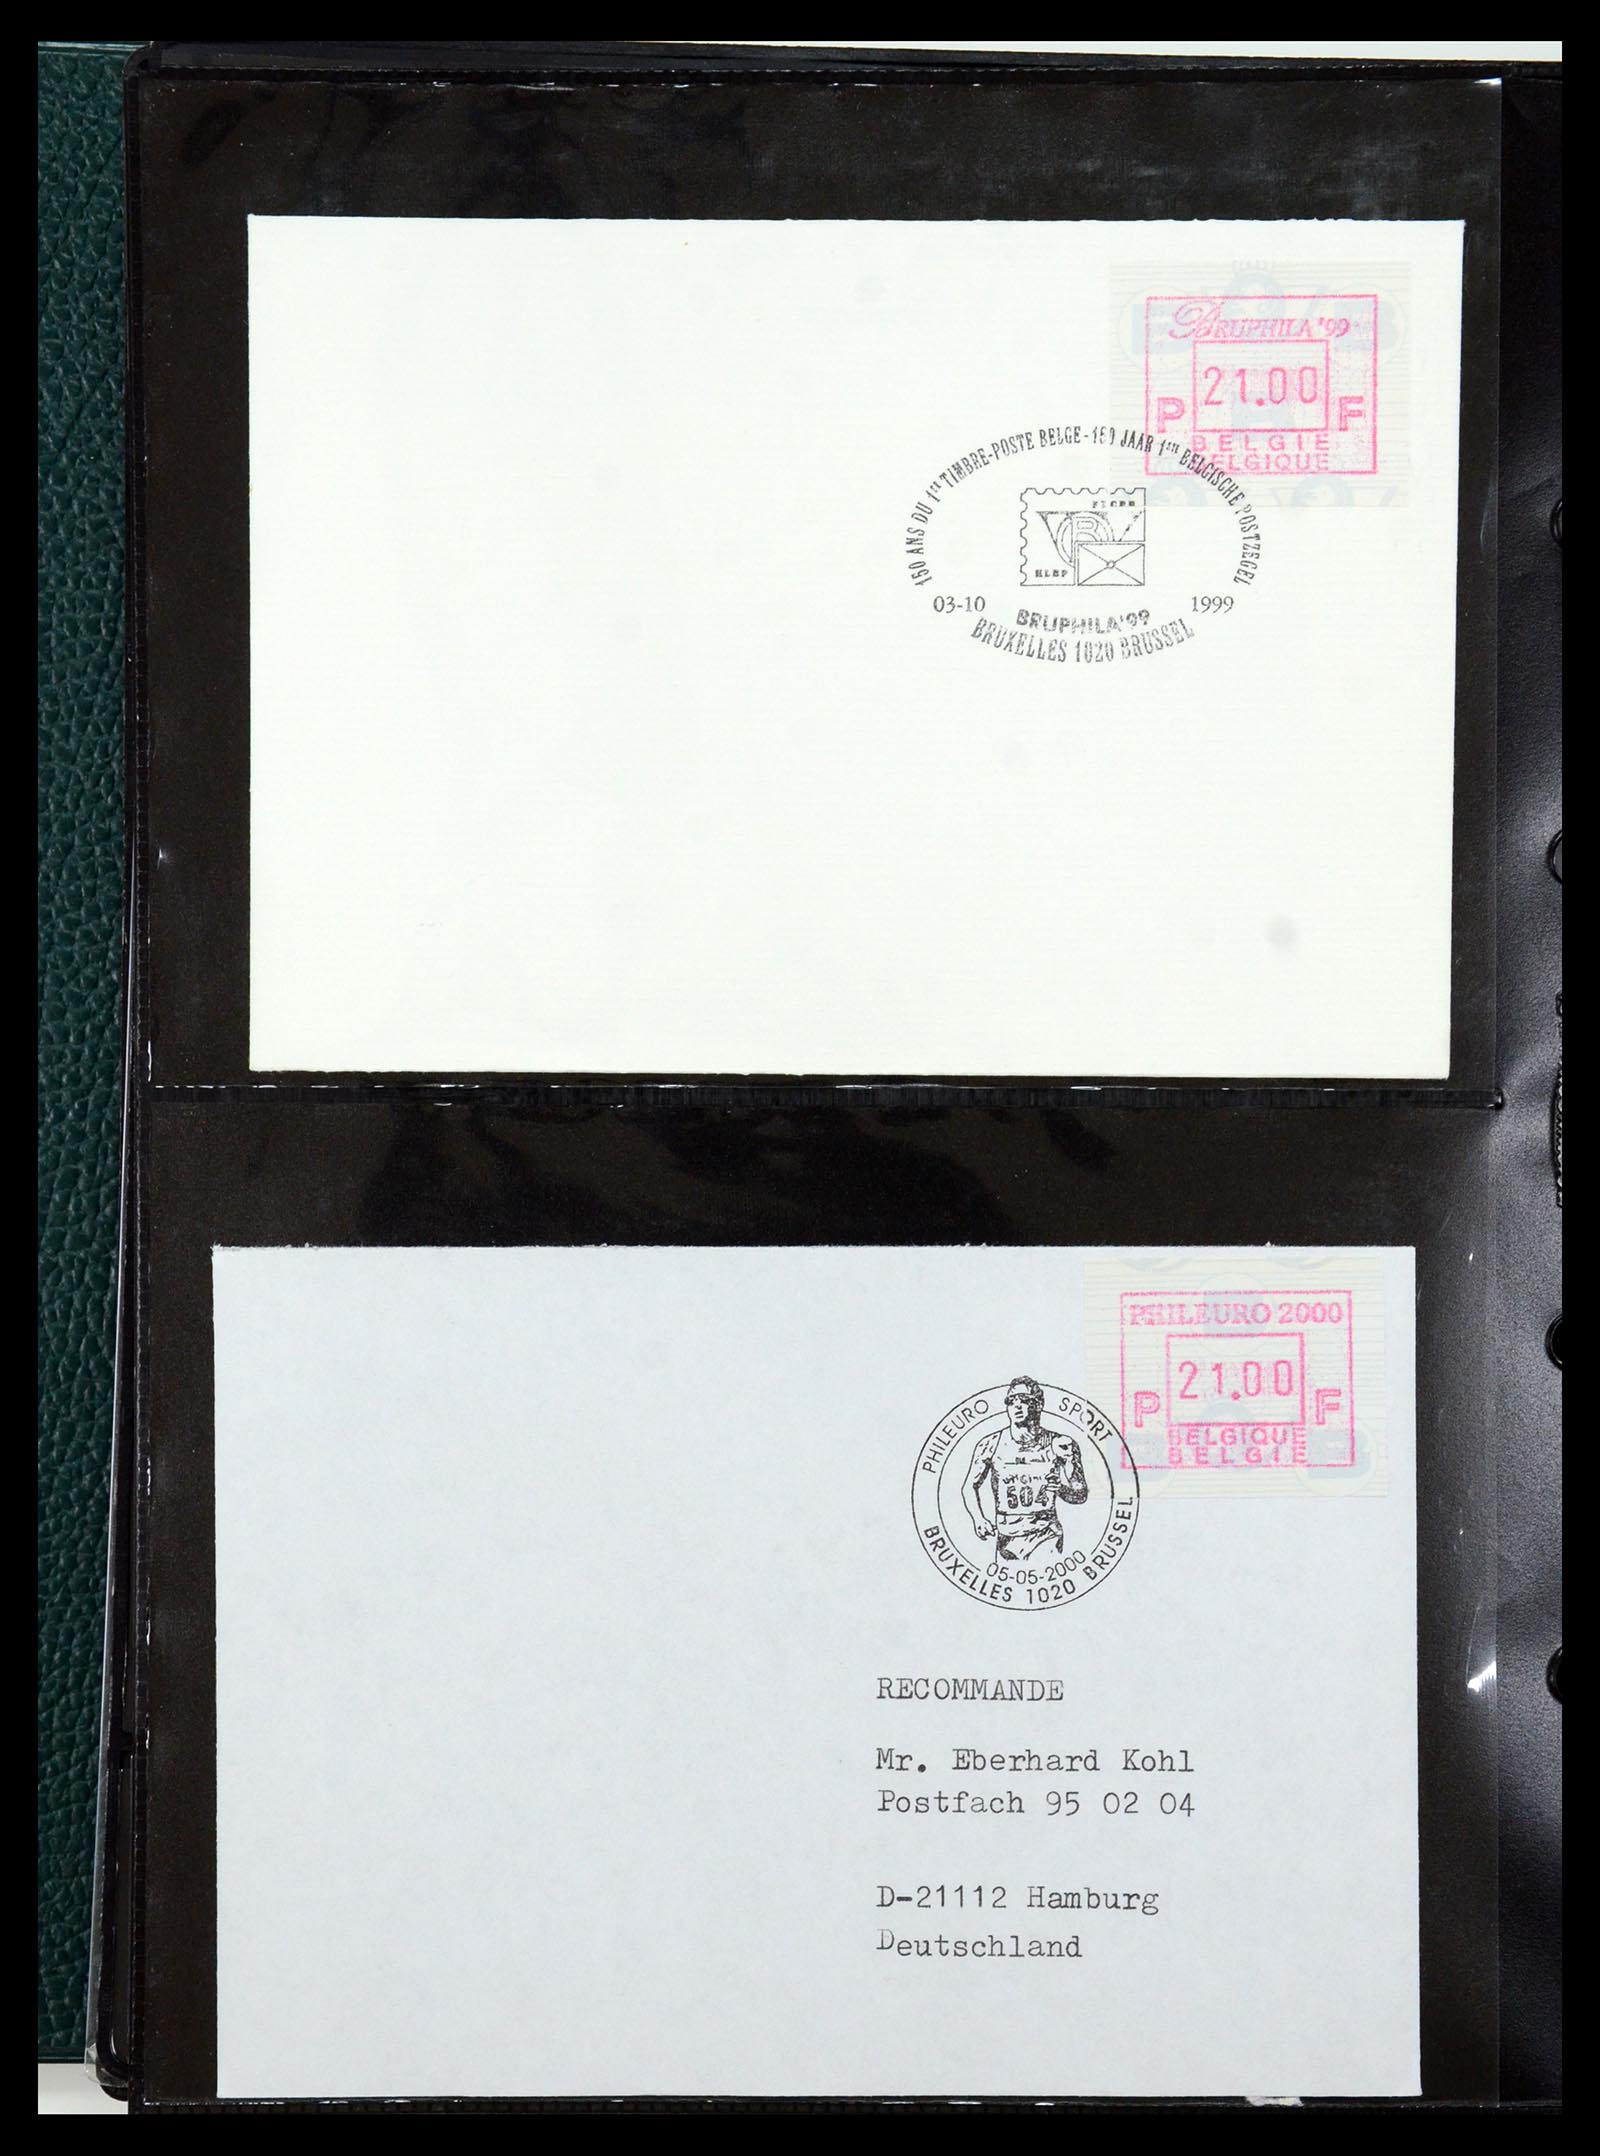 BRUPHILA '99
21.00
P F
BELGIE
BELGIQUE
150 ANS DU 1er TIMBRE-POSTE BELGE - 150 JAAR 1ste BELGISCHE POSTZEGEL
KLBP
03-10 1999
BRUPHILA'99
BRUXELLES 1020 BRUSSEL
PHILEURO 2000
21.00
P F
BELGIQUE
BELGIE
PHILEURO SPORT
504
05-05-2000
BRUXELLES 1020 BRUSSEL
RECOMMANDE
Mr. Eberhard Kohl
Postfach 95 02 04
D-21112 Hamburg
Deutschland